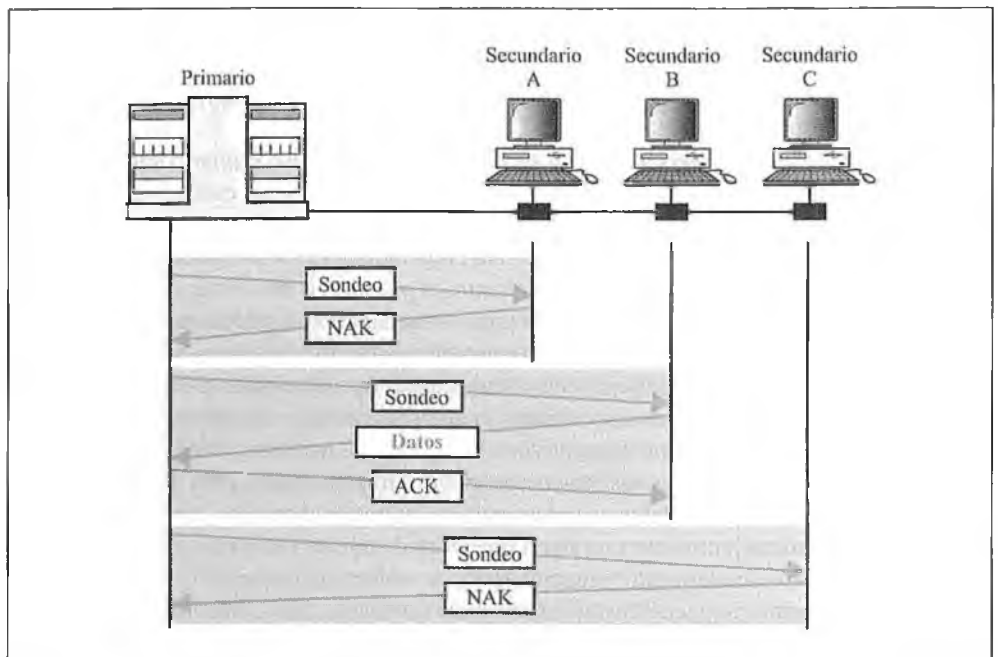 Primario
Secundario
A
Secundario
B
Secundario
C
Sondeo
NAK
Sondeo
Datos
ACK
Sondeo
NAK